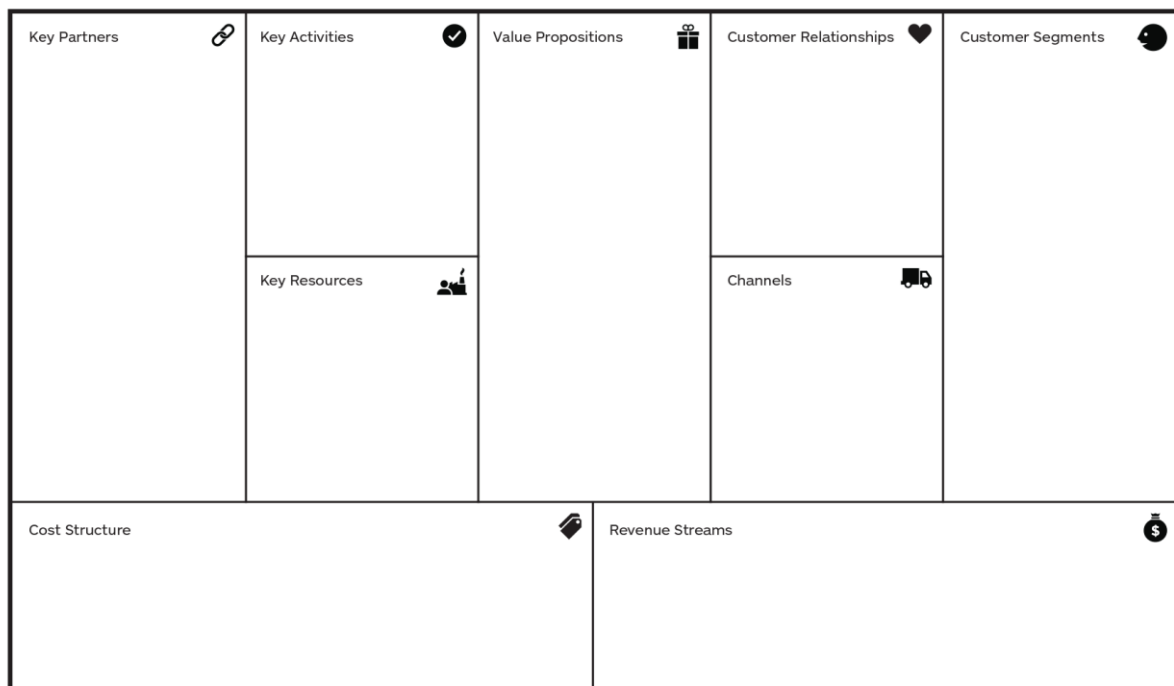 Key Partners
Key Activities
Value Propositions
Customer Relationships
Customer Segments
Key Resources
Channels
Cost Structure
Revenue Streams
$